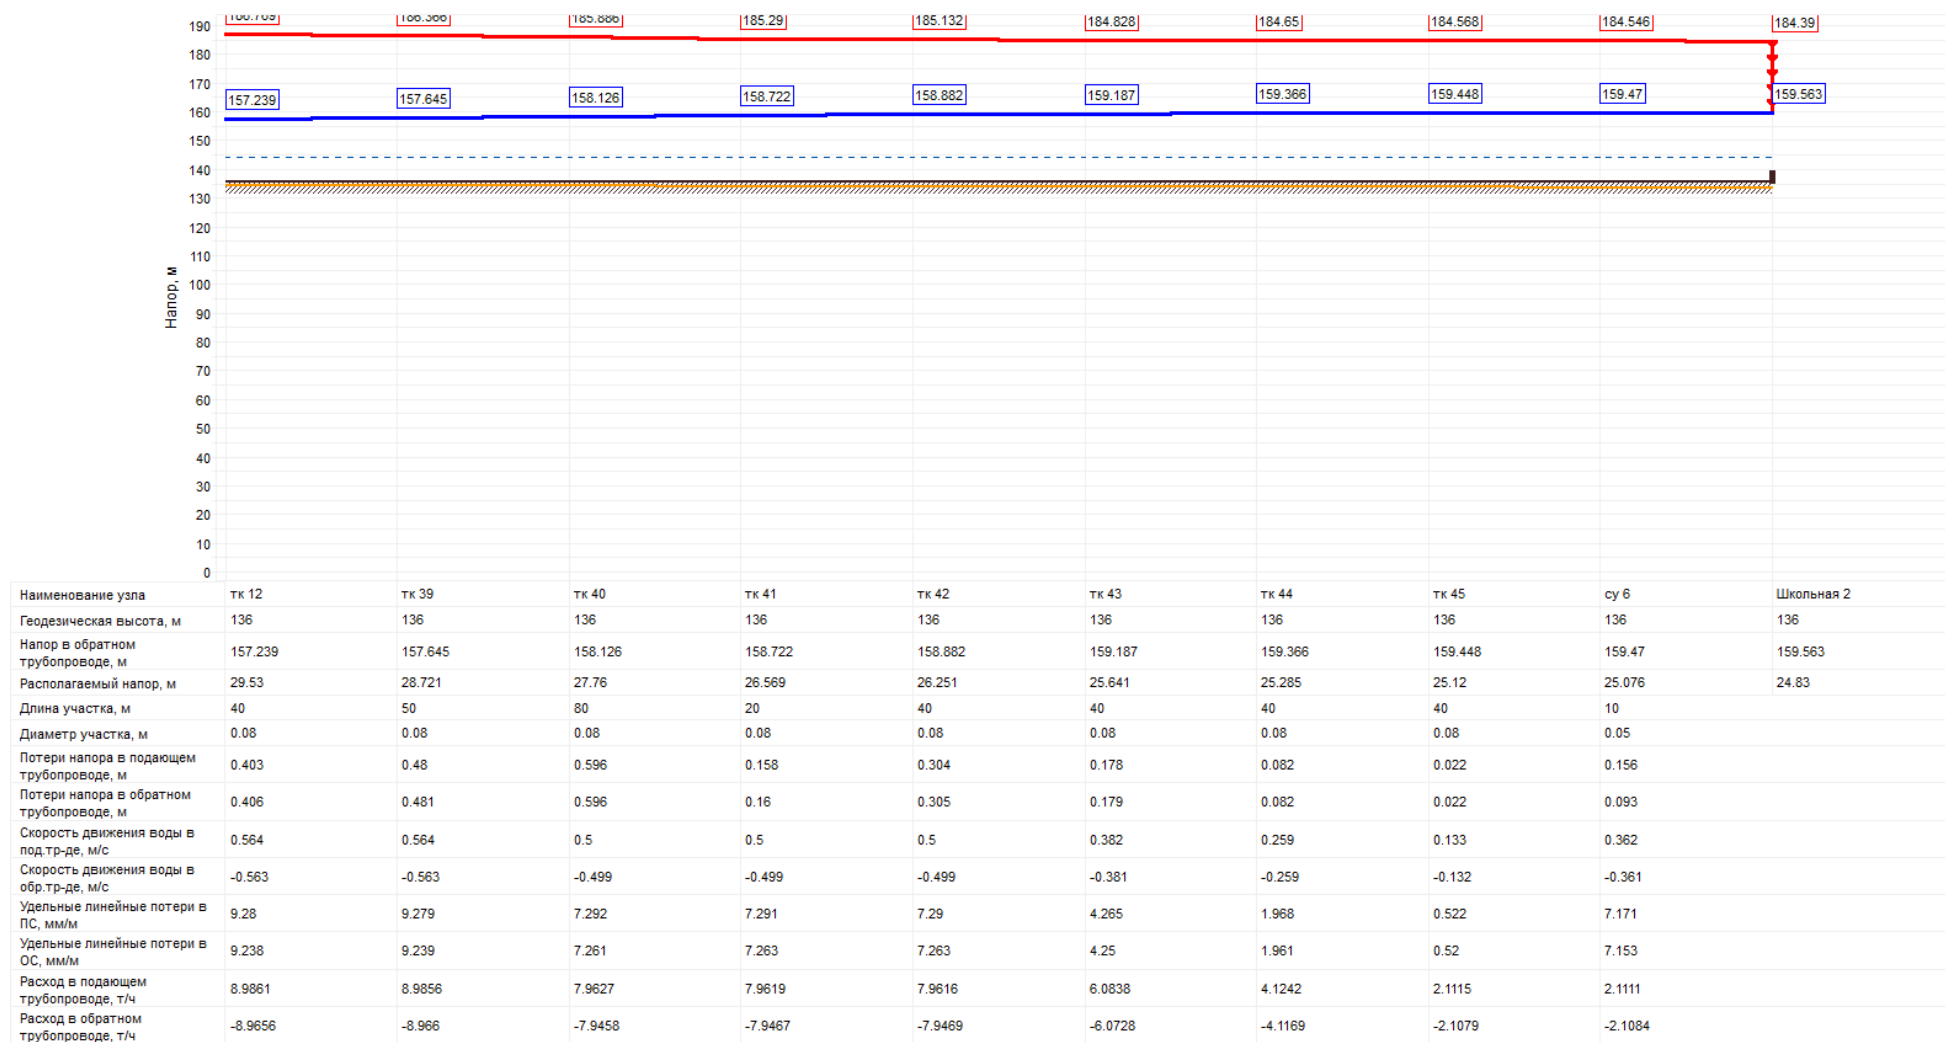 190 186.769 186.366 185.886 185.29 185.132 184.828 184.65 184.568 184.546 184.39
180
170
157.239 157.645 158.126 158.722 158.882 159.187 159.366 159.448 159.47 159.563
160
150
140
130
120
110
100
90
80
70
60
50
40
30
20
10
0
Напор, м
Наименование узла тк 12 тк 39 тк 40 тк 41 тк 42 тк 43 тк 44 тк 45 су 6 Школьная 2
Геодезическая высота, м 136 136 136 136 136 136 136 136 136 136
Напор в обратном
трубопроводе, м 157.239 157.645 158.126 158.722 158.882 159.187 159.366 159.448 159.47 159.563
Располагаемый напор, м 29.53 28.721 27.76 26.569 26.251 25.641 25.285 25.12 25.076 24.83
Длина участка, м 40 50 80 20 40 40 40 40 10
Диаметр участка, м 0.08 0.08 0.08 0.08 0.08 0.08 0.08 0.08 0.05
Потери напора в подающем
трубопроводе, м 0.403 0.48 0.596 0.158 0.304 0.178 0.082 0.022 0.156
Потери напора в обратном
трубопроводе, м 0.406 0.481 0.596 0.16 0.305 0.179 0.082 0.022 0.093
Скорость движения воды в
под.тр-де, м/с 0.564 0.564 0.5 0.5 0.5 0.382 0.259 0.133 0.362
Скорость движения воды в
обр.тр-де, м/с -0.563 -0.563 -0.499 -0.499 -0.499 -0.381 -0.259 -0.132 -0.361
Удельные линейные потери в
ПС, мм/м 9.28 9.279 7.292 7.291 7.29 4.265 1.968 0.522 7.171
Удельные линейные потери в
ОС, мм/м 9.238 9.239 7.261 7.263 7.263 4.25 1.961 0.52 7.153
Расход в подающем
трубопроводе, т/ч 8.9861 8.9856 7.9627 7.9619 7.9616 6.0838 4.1242 2.1115 2.1111
Расход в обратном
трубопроводе, т/ч -8.9656 -8.966 -7.9458 -7.9467 -7.9469 -6.0728 -4.1169 -2.1079 -2.1084